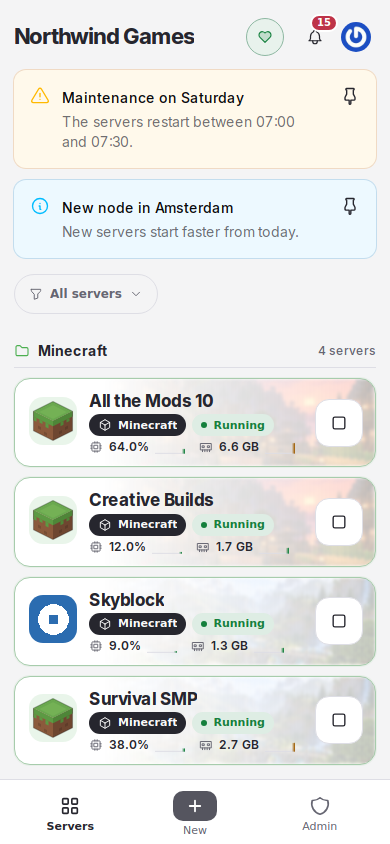 Northwind Games
15
Maintenance on Saturday
The servers restart between 07:00
and 07:30.
New node in Amsterdam
New servers start faster from today.
All servers
Minecraft
4 servers
All the Mods 10
Minecraft
Running
64.0%
6.6 GB
Creative Builds
Minecraft
Running
12.0%
1.7 GB
Skyblock
Minecraft
Running
9.0%
1.3 GB
Survival SMP
Minecraft
Running
38.0%
2.7 GB
Servers
New
Admin